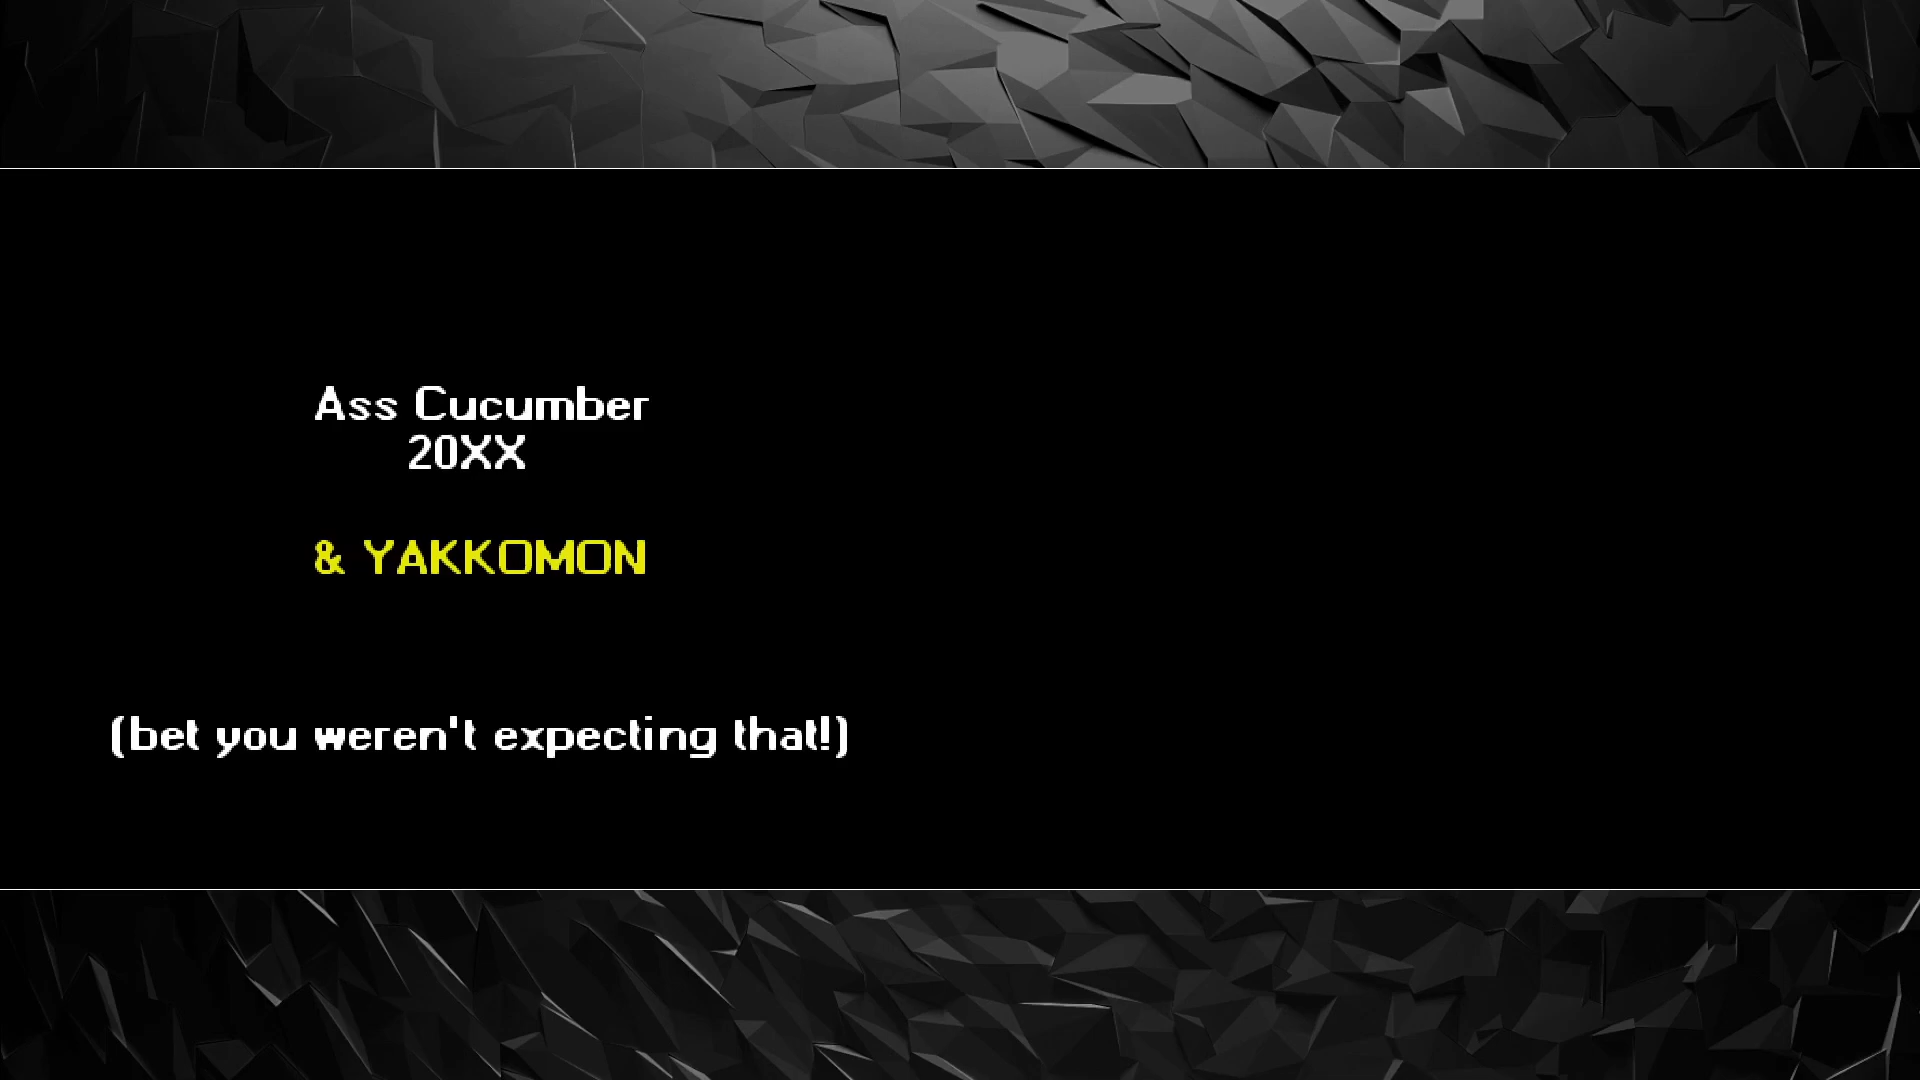 Ass Cucumber
20XX
& YAKKOMON
(bet you weren't expecting that!)